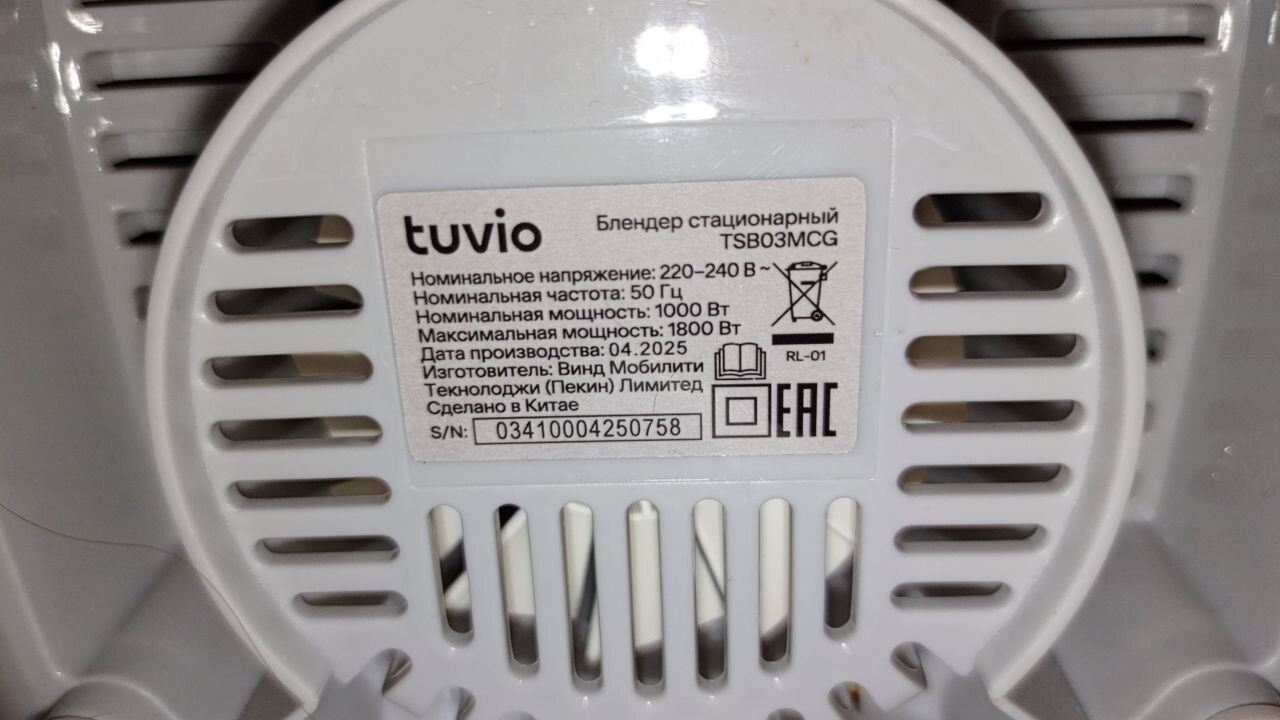 tuvio
Блендер стационарный
TSB03MCG
Номинальное напряжение: 220–240 В ~
Номинальная частота: 50 Гц
Номинальная мощность: 1000 Вт
Максимальная мощность: 1800 Вт
Дата производства: 04.2025
Изготовитель: Винд Мобилити
Текнолоджи (Пекин) Лимитед
Сделано в Китае
S/N: 03410004250758
RL-01
EAC